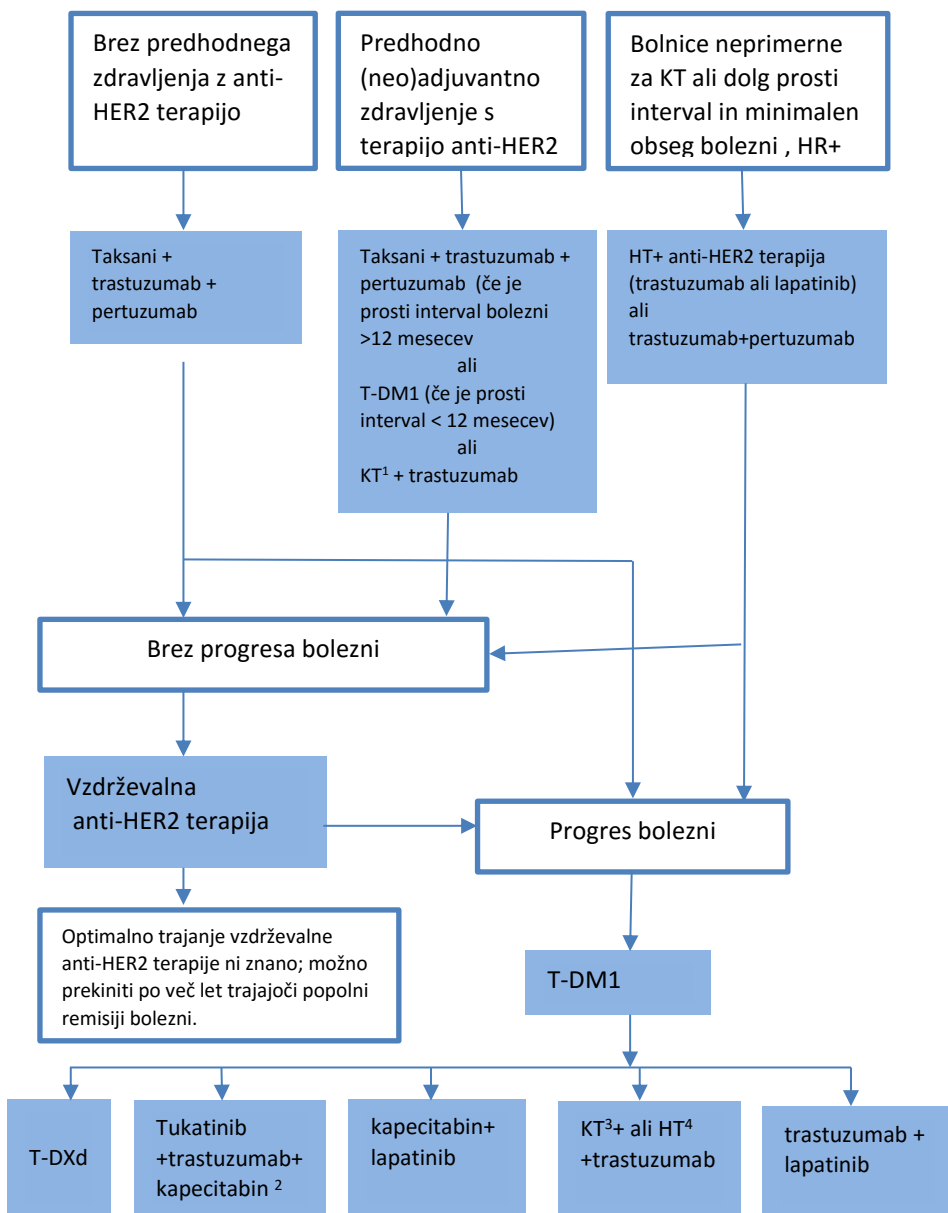 Brez predhodnega
zdravljenja z anti-
HER2 terapijo
Predhodno
(neo)adjuvantno
zdravljenje s
terapijo anti-HER2
Bolnice neprimerne
za KT ali dolg prosti
interval in minimalen
obseg bolezni , HR+
Taksani +
trastuzumab +
pertuzumab
Taksani + trastuzumab +
pertuzumab (če je
prosti interval bolezni
>12 mesecev
ali
T-DM1 (če je prosti
interval < 12 mesecev)
ali
KT¹ + trastuzumab
HT+ anti-HER2 terapija
(trastuzumab ali lapatinib)
ali
trastuzumab+pertuzumab
Brez progresa bolezni
Vzdrževalna
anti-HER2 terapija
Progres bolezni
Optimalno trajanje vzdrževalne
anti-HER2 terapije ni znano; možno
prekiniti po več let trajajoči popolni
remisiji bolezni.
T-DM1
T-DXd
Tukatinib
+trastuzumab+
kapecitabin ²
kapecitabin+
lapatinib
KT³+ ali HT⁴
+trastuzumab
trastuzumab +
lapatinib